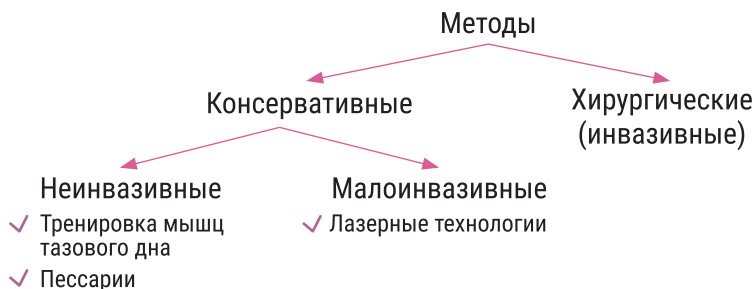 Методы
Консервативные
Хирургические
(инвазивные)
Неинвазивные
Тренировка мышц
тазового дна
Пессарии
Малоинвазивные
Лазерные технологии